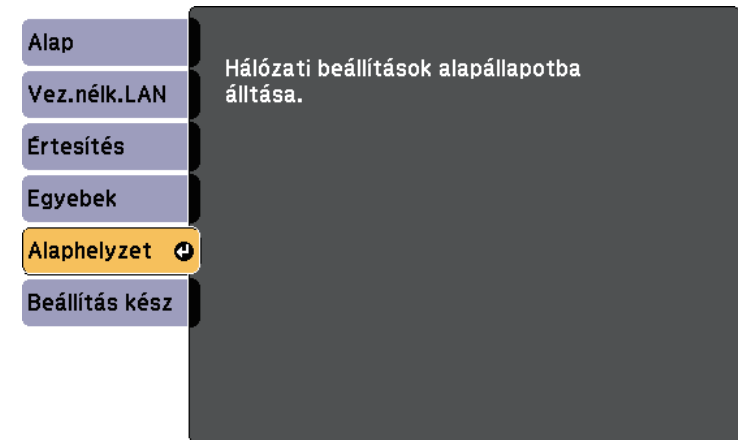 Alap
Vez.nélk.LAN
Értesítés
Egyebek
Alaphelyzet
Beállítás kész
Hálózati beállítások alapállapotba
álltása.